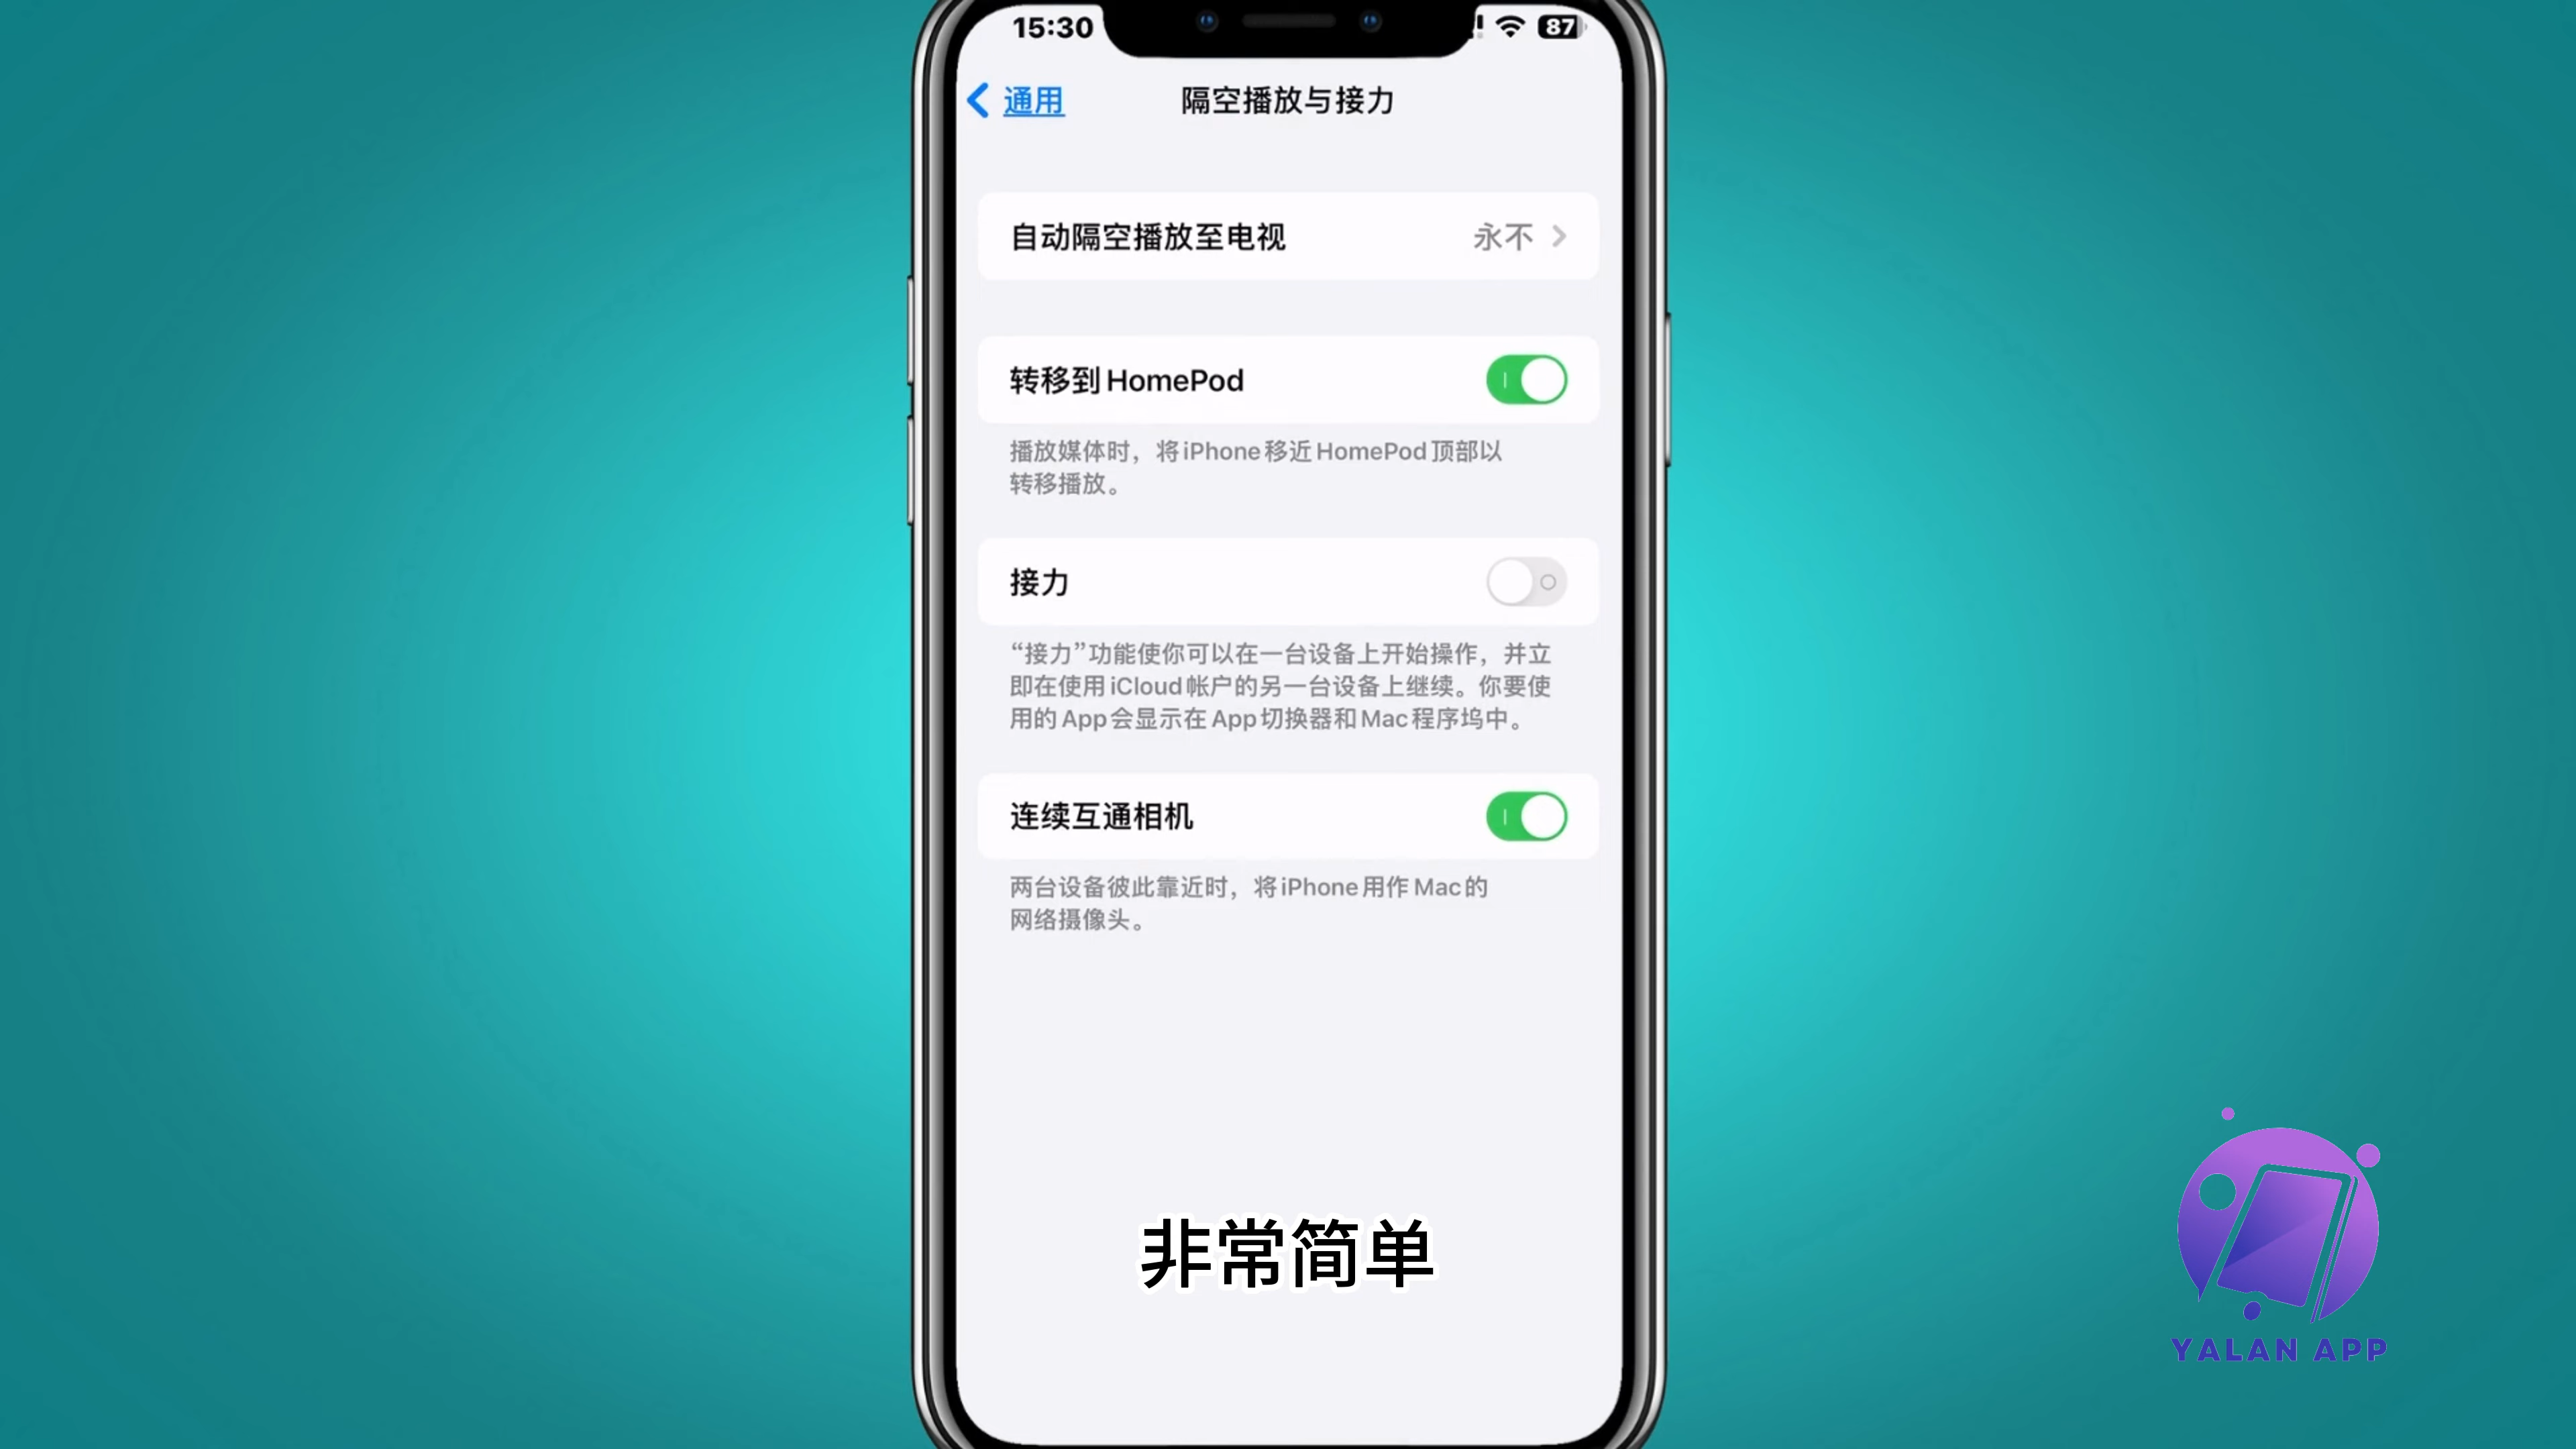 15:30
87
通用
隔空播放与接力
自动隔空播放至电视 永不
转移到HomePod
播放媒体时，将iPhone移近HomePod顶部以
转移播放。
接力
“接力”功能使你可以在一台设备上开始操作，并立
即在使用iCloud帐户的另一台设备上继续。你要使
用的App会显示在App切换器和Mac程序坞中。
连续互通相机
两台设备彼此靠近时，将iPhone用作Mac的
网络摄像头。
非常简单
YALAN APP